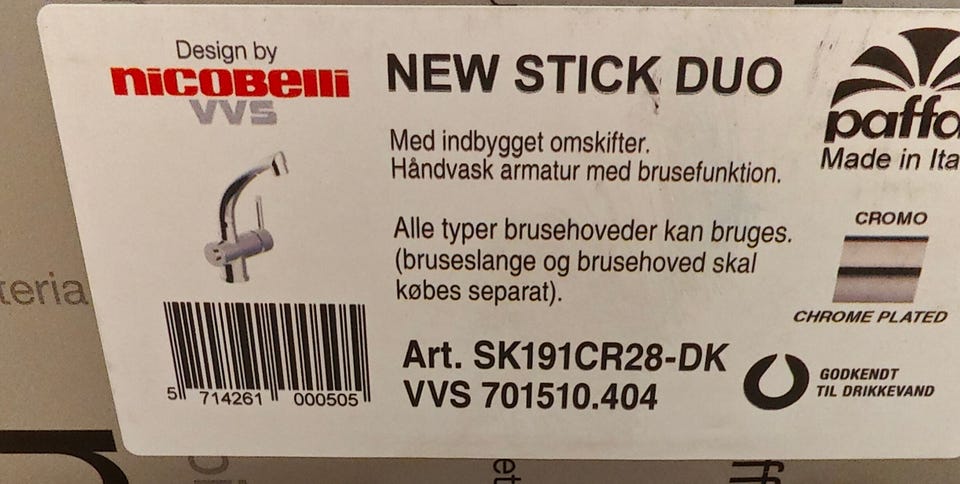 Design by
nicobelli
VVS
NEW STICK DUO
Med indbygget omskifter.
Håndvask armatur med brusefunktion.
Alle typer brusehoveder kan bruges.
(bruseslange og brusehoved skal
købes separat).
Art. SK191CR28-DK
VVS 701510.404
5 714261 000505
paffo
Made in Ita
CROMO
CHROME PLATED
GODKENDT
TIL DRIKKEVAND
teria
et
ff